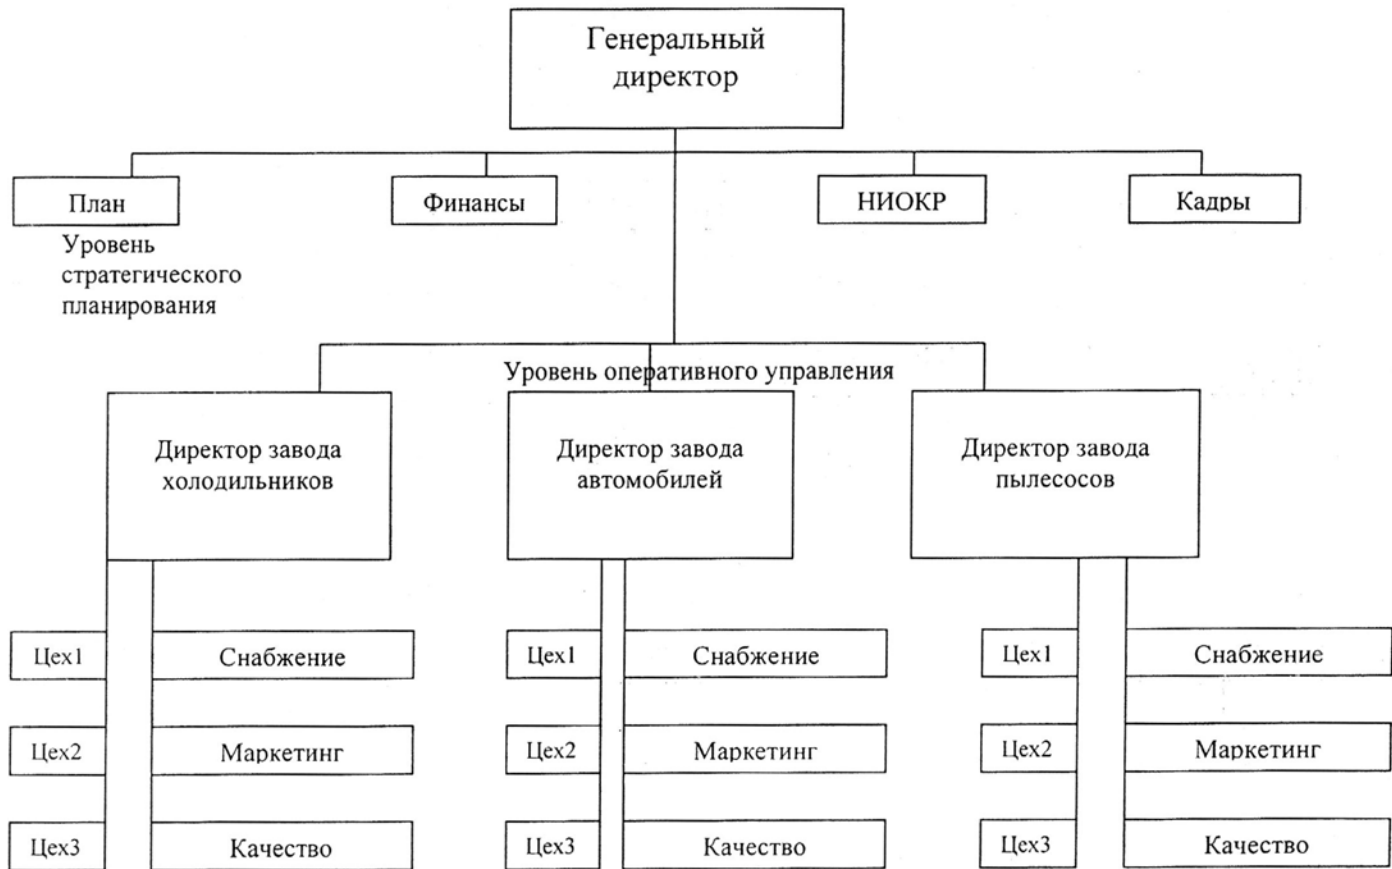 Генеральный
директор
План
Финансы
НИОКР
Кадры
Уровень
стратегического
планирования
Уровень оперативного управления
Директор завода
холодильников
Директор завода
автомобилей
Директор завода
пылесосов
Цех1
Снабжение
Цех1
Снабжение
Цех1
Снабжение
Цех2
Маркетинг
Цех2
Маркетинг
Цех2
Маркетинг
Цех3
Качество
Цех3
Качество
Цех3
Качество